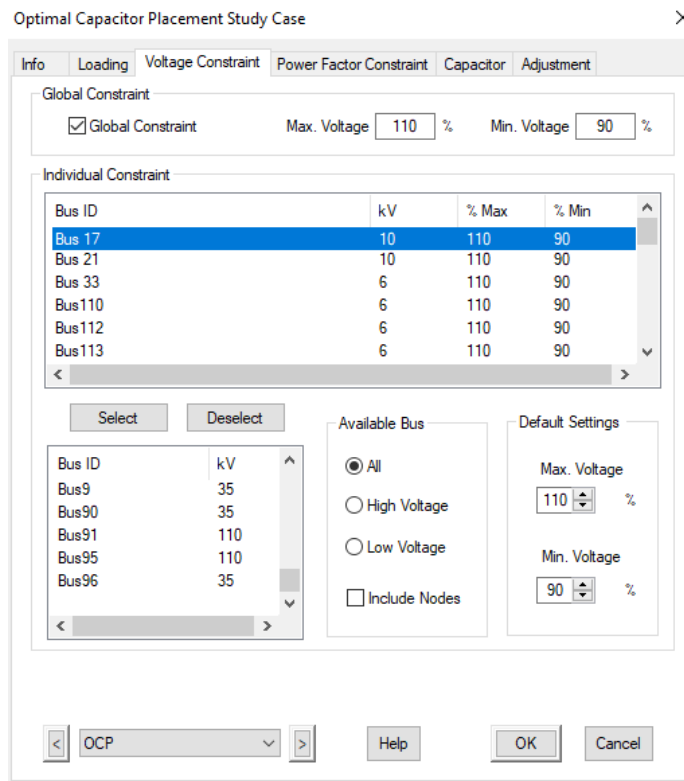 Optimal Capacitor Placement Study Case
Info Loading Voltage Constraint Power Factor Constraint Capacitor Adjustment
Global Constraint
Global Constraint Max. Voltage 110 % Min. Voltage 90 %
Individual Constraint
Bus ID kV % Max % Min
Bus 17 10 110 90
Bus 21 10 110 90
Bus 33 6 110 90
Bus110 6 110 90
Bus112 6 110 90
Bus113 6 110 90
Select Deselect
Bus ID kV
Bus9 35
Bus90 35
Bus91 110
Bus95 110
Bus96 35
Available Bus
All
High Voltage
Low Voltage
Include Nodes
Default Settings
Max. Voltage
110 %
Min. Voltage
90 %
< OCP > Help OK Cancel